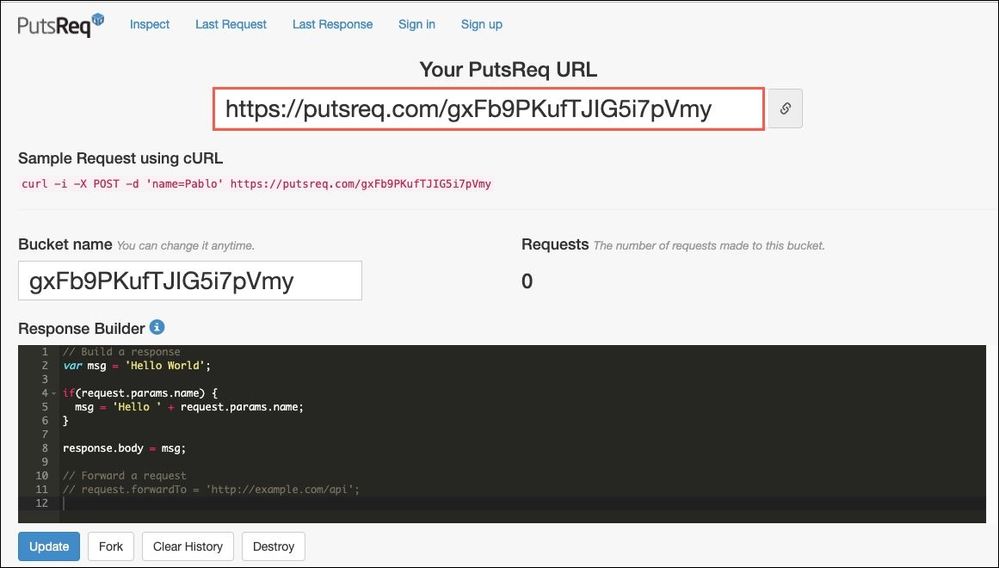 PutsReq Inspect Last Request Last Response Sign in Sign up
Your PutsReq URL
https://putsreq.com/gxFb9PKufTJIG5i7pVmy
Sample Request using cURL
curl -i -X POST -d 'name=Pablo' https://putsreq.com/gxFb9PKufTJIG5i7pVmy
Bucket name You can change it anytime.
Requests The number of requests made to this bucket.
gxFb9PKufTJIG5i7pVmy
0
Response Builder i
1 // Build a response
2 var msg = 'Hello World';
3
4 if(request.params.name) {
5 msg = 'Hello ' + request.params.name;
6 }
7
8 response.body = msg;
9
10 // Forward a request
11 // request.forwardTo = 'http://example.com/api';
12
Update Fork Clear History Destroy